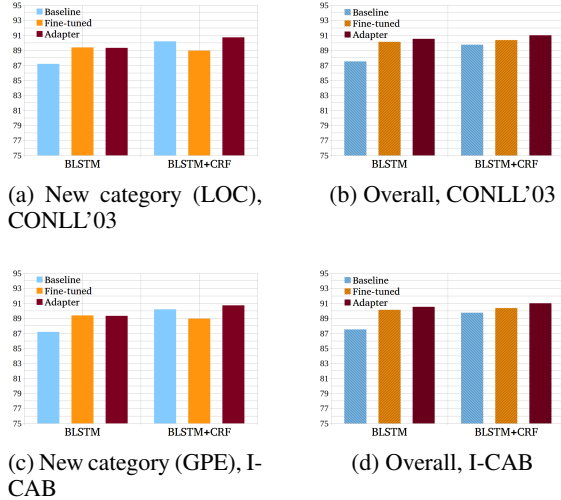 95
93
91
89
87
85
83
81
79
77
75
Baseline
Fine-tuned
Adapter
BLSTM BLSTM+CRF
(a) New category (LOC),
CONLL'03
95
93
91
89
87
85
83
81
79
77
75
Baseline
Fine-tuned
Adapter
BLSTM BLSTM+CRF
(b) Overall, CONLL'03
95
93
91
89
87
85
83
81
79
77
75
Baseline
Fine-tuned
Adapter
BLSTM BLSTM+CRF
(c) New category (GPE), I-
CAB
95
93
91
89
87
85
83
81
79
77
75
Baseline
Fine-tuned
Adapter
BLSTM BLSTM+CRF
(d) Overall, I-CAB